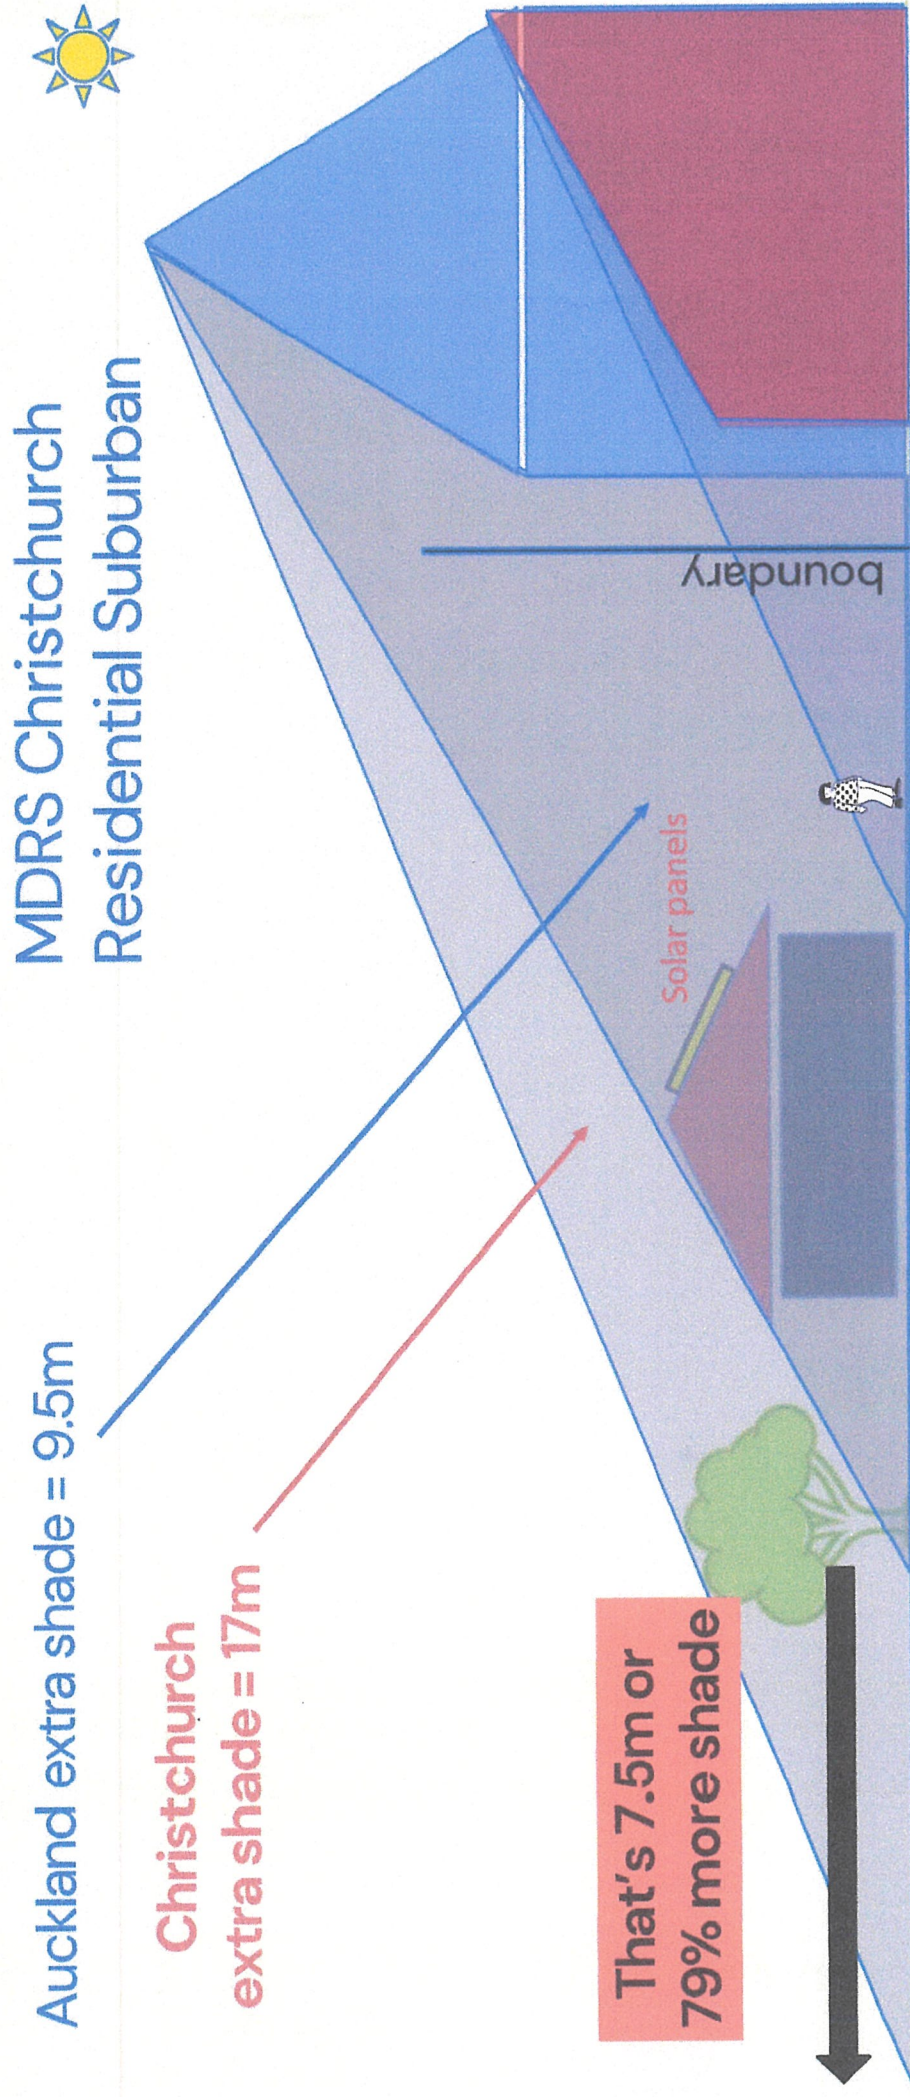 Auckland extra shade = 9.5m
MDRS Christchurch
Residential Suburban
Christchurch
extra shade = 17m
That's 7.5m or
79% more shade
Solar panels
boundary